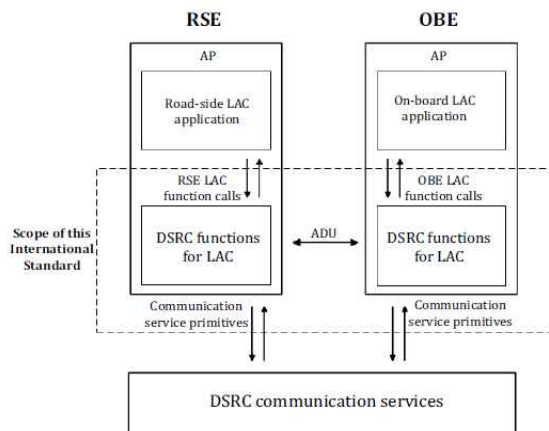 RSE
OBE
AP
AP
Road-side LAC
application
On-board LAC
application
RSE LAC
function calls
OBE LAC
function calls
Scope of this
International
Standard
DSRC functions
for LAC
ADU
DSRC functions
for LAC
Communication
service primitives
Communication
service primitives
DSRC communication services